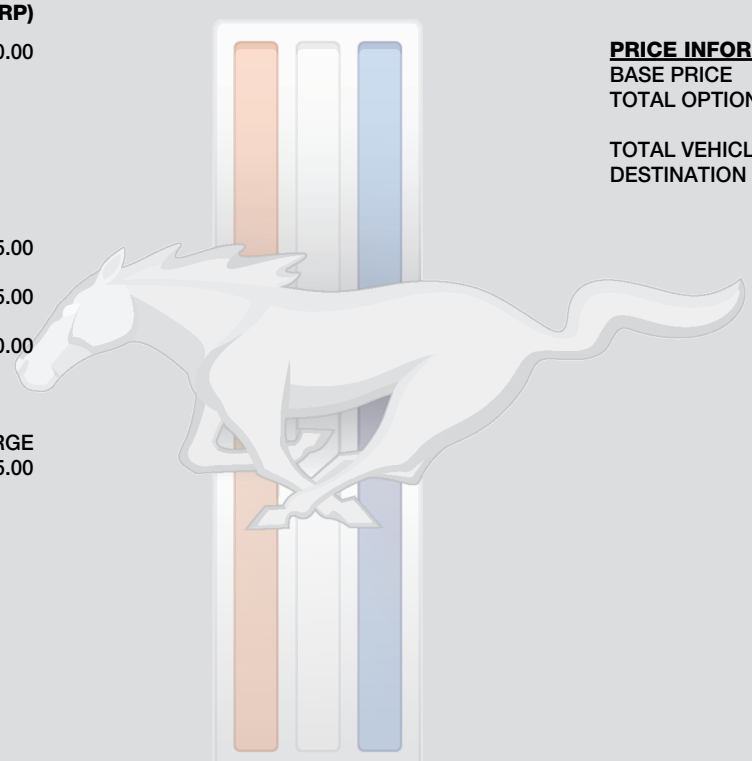 RP)
0.00
5.00
5.00
0.00
RGE
5.00
PRICE INFOR
BASE PRICE
TOTAL OPTION
TOTAL VEHICL
DESTINATION